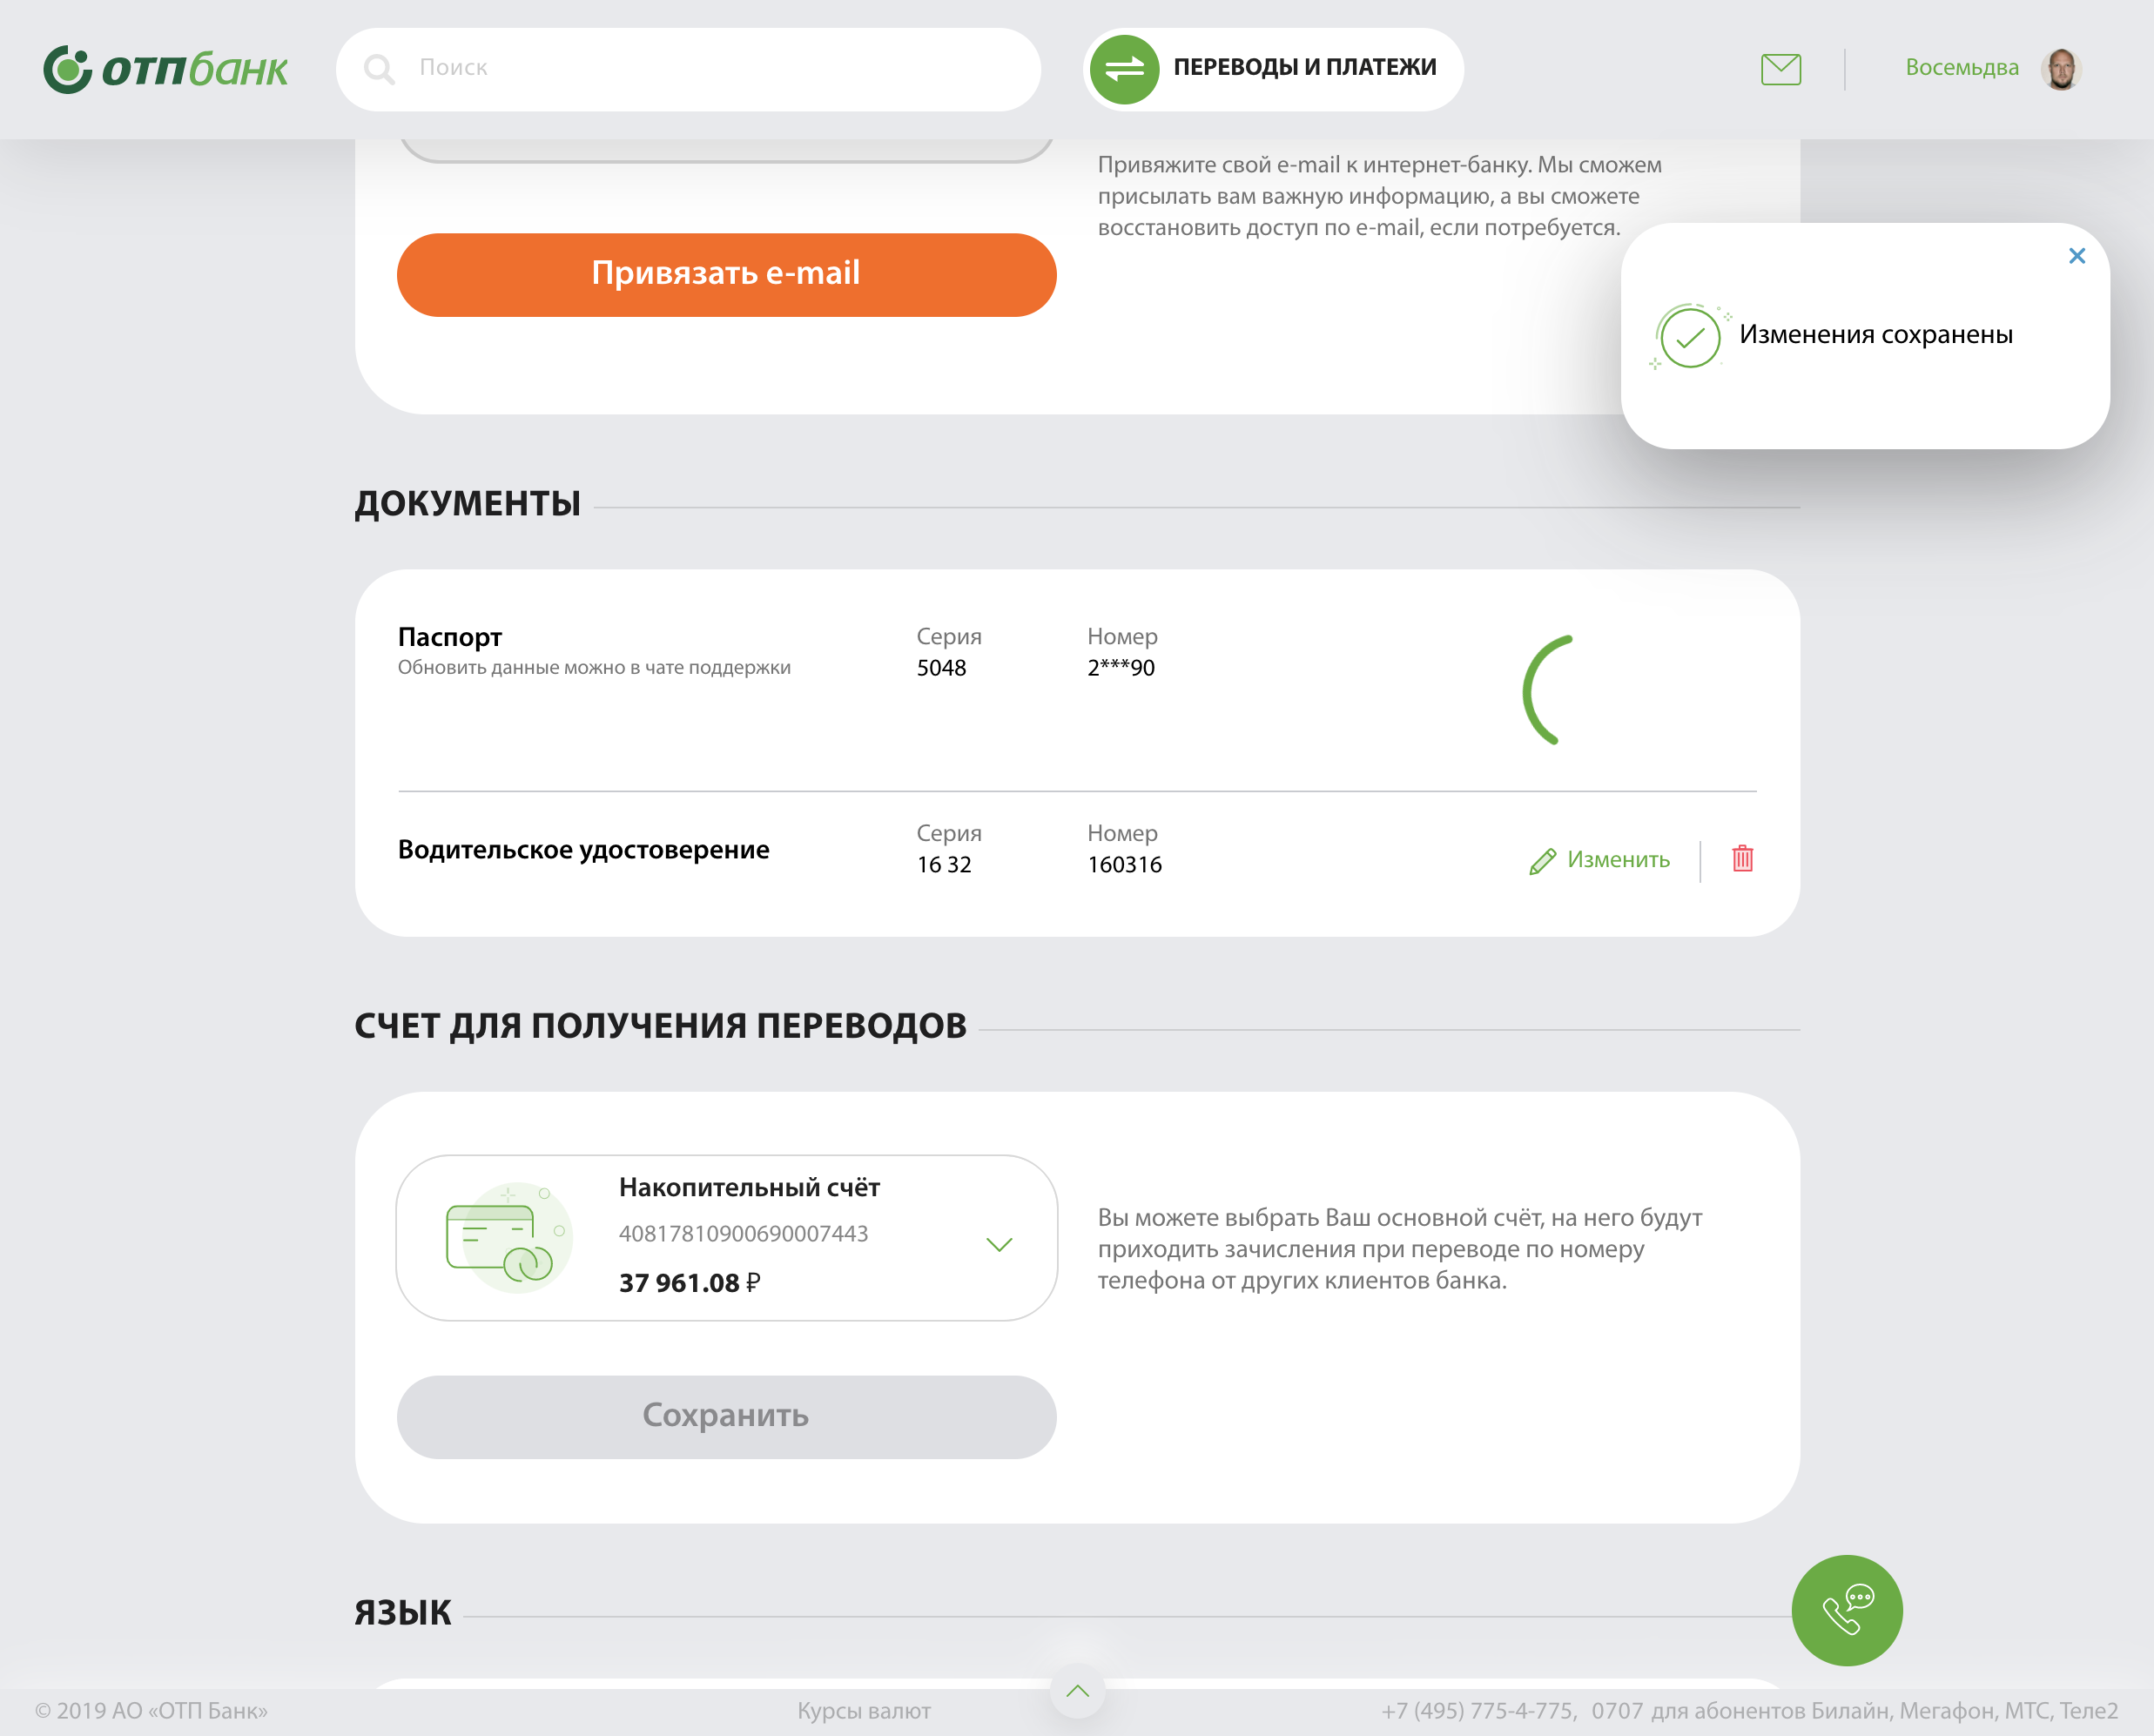 ОТПбанк
Поиск
ПЕРЕВОДЫ И ПЛАТЕЖИ
Восемьдва
Привяжите свой e-mail к интернет-банку. Мы сможем
присылать вам важную информацию, а вы сможете
восстановить доступ по e-mail, если потребуется.
Привязать e-mail
Изменения сохранены
ДОКУМЕНТЫ
Паспорт
Обновить данные можно в чате поддержки
Серия
5048
Номер
2***90
Водительское удостоверение
Серия
16 32
Номер
160316
Изменить
СЧЕТ ДЛЯ ПОЛУЧЕНИЯ ПЕРЕВОДОВ
Накопительный счёт
40817810900690007443
37 961.08 ₽
Вы можете выбрать Ваш основной счёт, на него будут
приходить зачисления при переводе по номеру
телефона от других клиентов банка.
Сохранить
ЯЗЫК
© 2019 АО «ОТП Банк»
Курсы валют
+7 (495) 775-4-775, 0707 для абонентов Билайн, Мегафон, МТС, Теле2